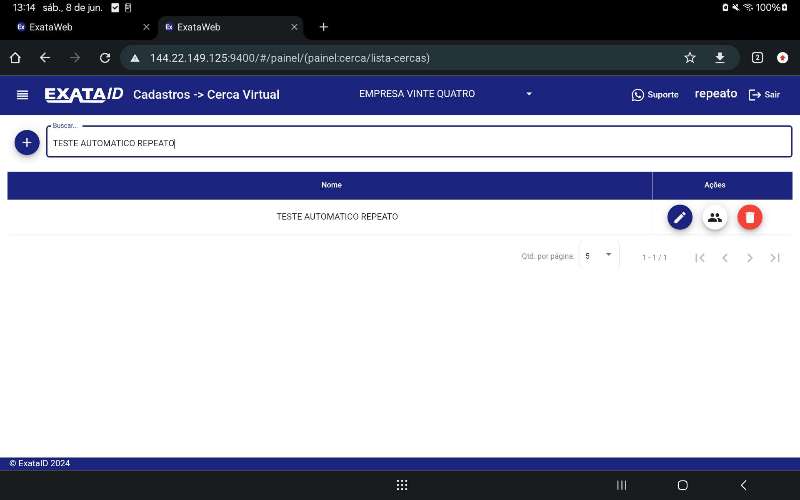 13:14 sáb., 8 de jun. 100%
Ex ExataWeb
Ex ExataWeb
144.22.149.125:9400/#/painel/(painel:cerca/lista-cercas)
2
EXATAID Cadastros -> Cerca Virtual EMPRESA VINTE QUATRO Suporte repeato Sair
Buscar...
TESTE AUTOMATICO REPEATO
Nome Ações
TESTE AUTOMATICO REPEATO
Qtd. por página: 5 1 - 1 / 1
© ExataID 2024